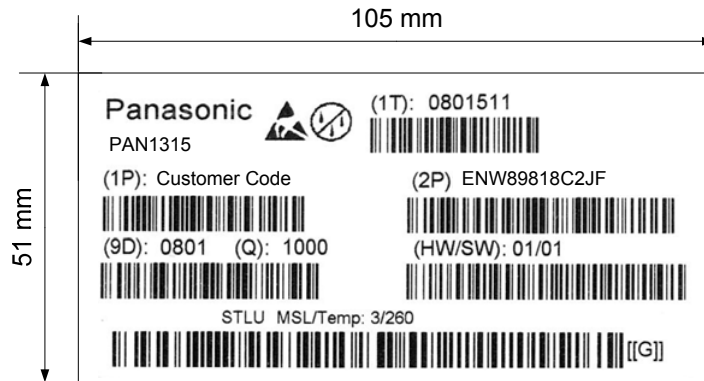 105 mm
51 mm
Panasonic
(1T): 0801511
PAN1315
(1P): Customer Code
(2P) ENW89818C2JF
(9D): 0801 (Q): 1000
(HW/SW): 01/01
STLU MSL/Temp: 3/260
[[G]]